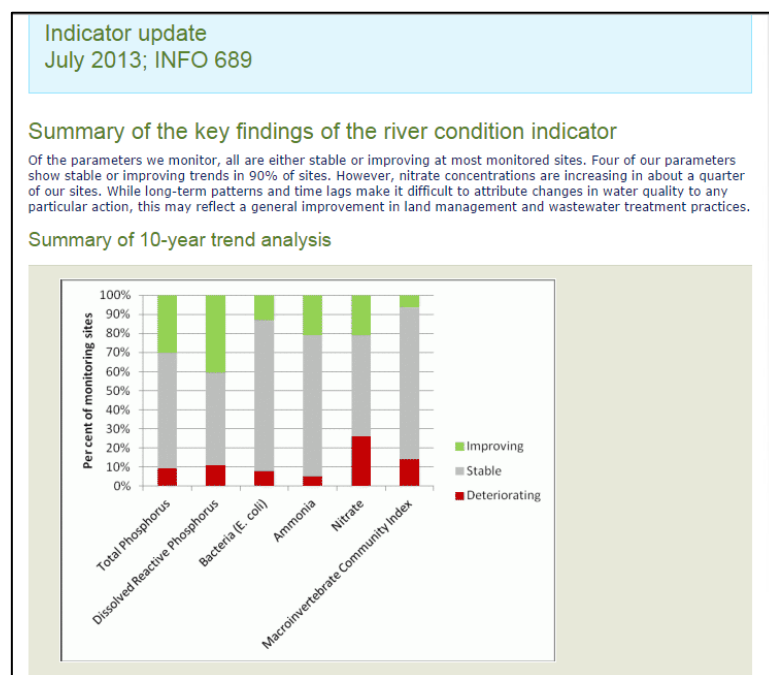 Indicator update
July 2013; INFO 689
Summary of the key findings of the river condition indicator
Of the parameters we monitor, all are either stable or improving at most monitored sites. Four of our parameters
show stable or improving trends in 90% of sites. However, nitrate concentrations are increasing in about a quarter
of our sites. While long-term patterns and time lags make it difficult to attribute changes in water quality to any
particular action, this may reflect a general improvement in land management and wastewater treatment practices.
Summary of 10-year trend analysis
Per cent of monitoring sites
100%
90%
80%
70%
60%
50%
40%
30%
20%
10%
0%
Total Phosphorus
Dissolved Reactive Phosphorus
Bacteria (E. coli)
Ammonia
Nitrate
Macroinvertebrate Community Index
Improving
Stable
Deteriorating